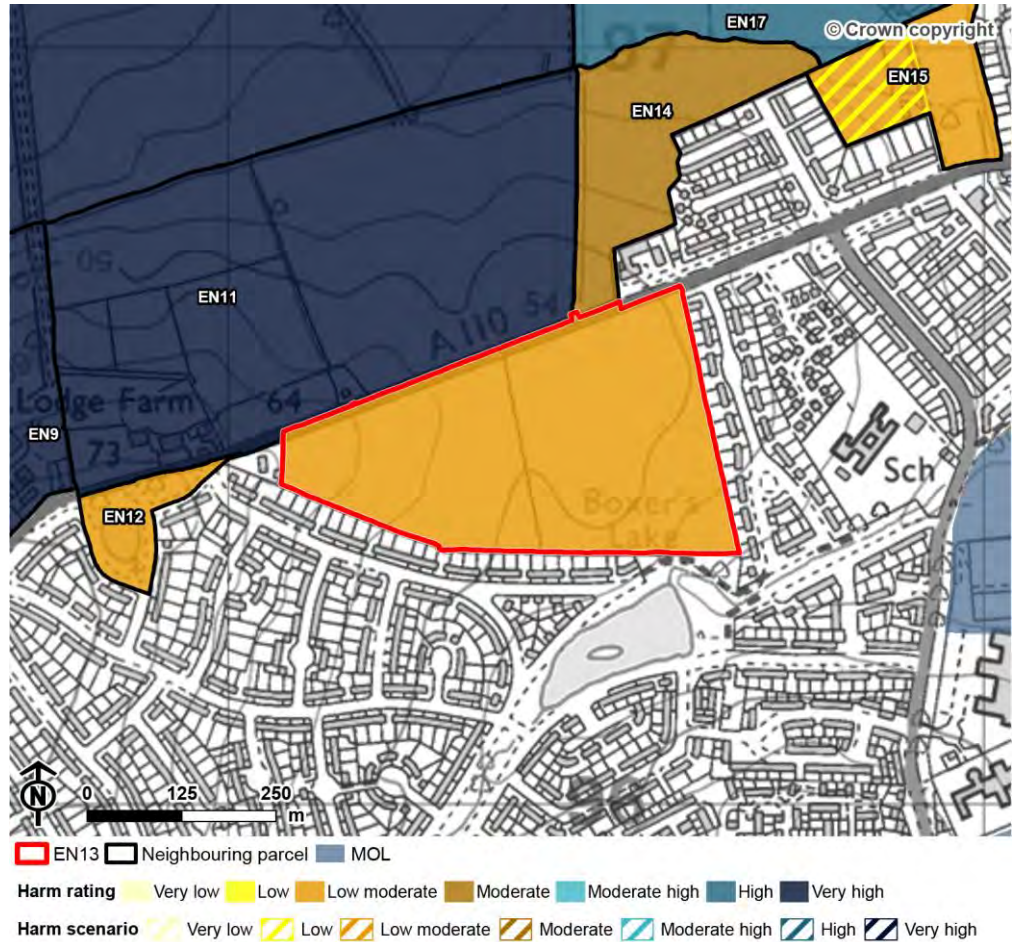 EN17
© Crown copyright
EN15
EN14
50
EN11
A 110 54
Lodge Farm 64
EN9
73
EN12
Boxer's
Lake
Sch
N
0 125 250
m
EN13 Neighbouring parcel MOL
Harm rating Very low Low Low moderate Moderate Moderate high High Very high
Harm scenario Very low Low Low moderate Moderate Moderate high High Very high